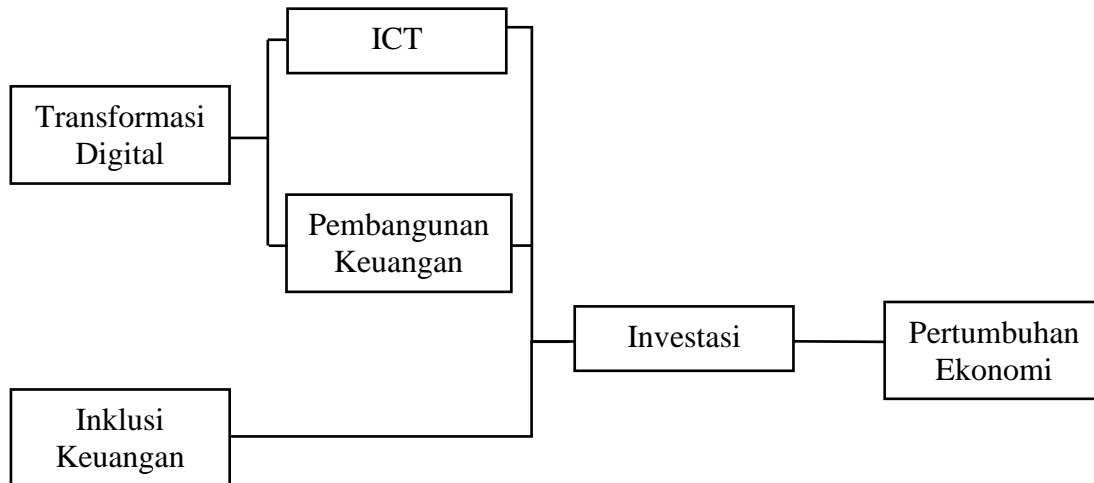 ICT
Transformasi
Digital
Pembangunan
Keuangan
Investasi
Pertumbuhan
Ekonomi
Inklusi
Keuangan